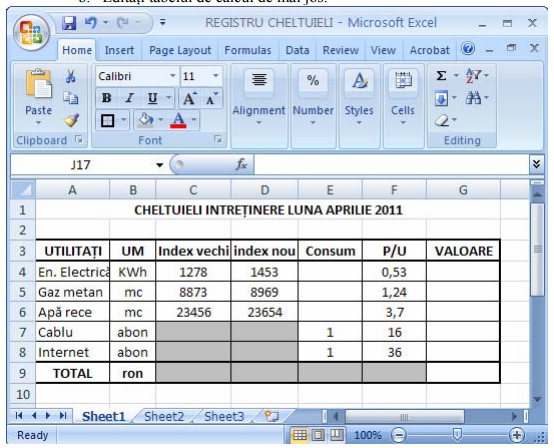 b. Editați tabelul de calcul de mai jos:
REGISTRU CHELTUIELI - Microsoft Excel
Home Insert Page Layout Formulas Data Review View Acrobat
Calibri 11
Paste
B I U A A
Alignment Number Styles Cells
Clipboard Font Editing
J17 fx
A B C D E F G
1 CHELTUIELI INTREȚINERE LUNA APRILIE 2011
2
3 UTILITAȚI UM Index vechi index nou Consum P/U VALOARE
4 En. Electrică KWh 1278 1453 0,53
5 Gaz metan mc 8873 8969 1,24
6 Apă rece mc 23456 23654 3,7
7 Cablu abon 1 16
8 Internet abon 1 36
9 TOTAL ron
10
Sheet1 Sheet2 Sheet3
Ready 100%